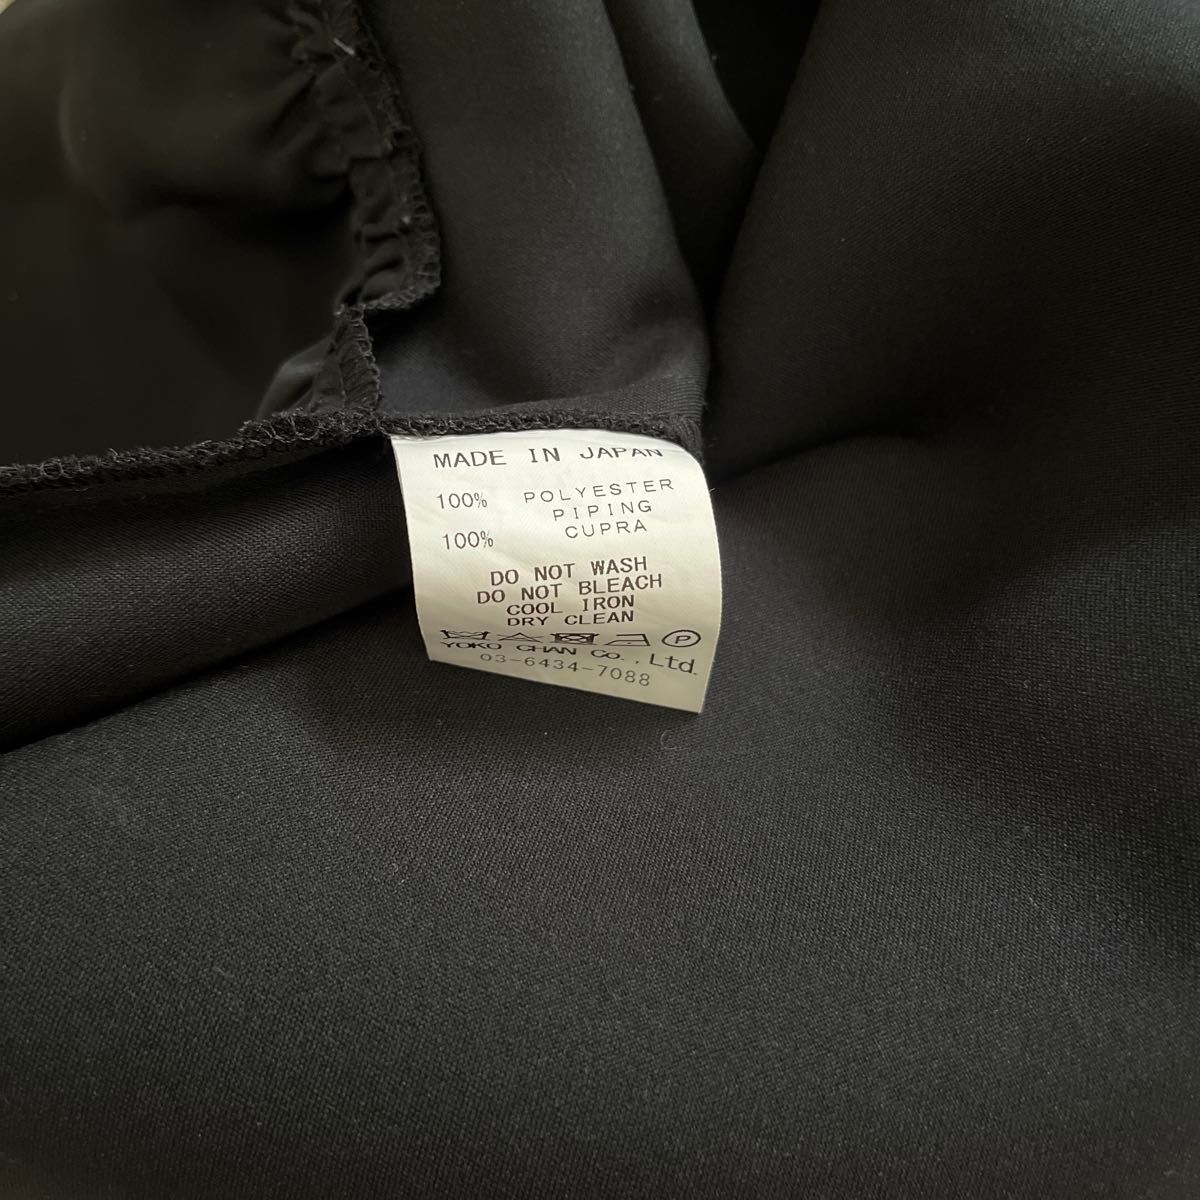 MADE IN JAPAN
100% POLYESTER
PIPING
100% CUPRA
DO NOT WASH
DO NOT BLEACH
COOL IRON
DRY CLEAN
P
YOKO CHAN Co., Ltd.
03-6434-7088